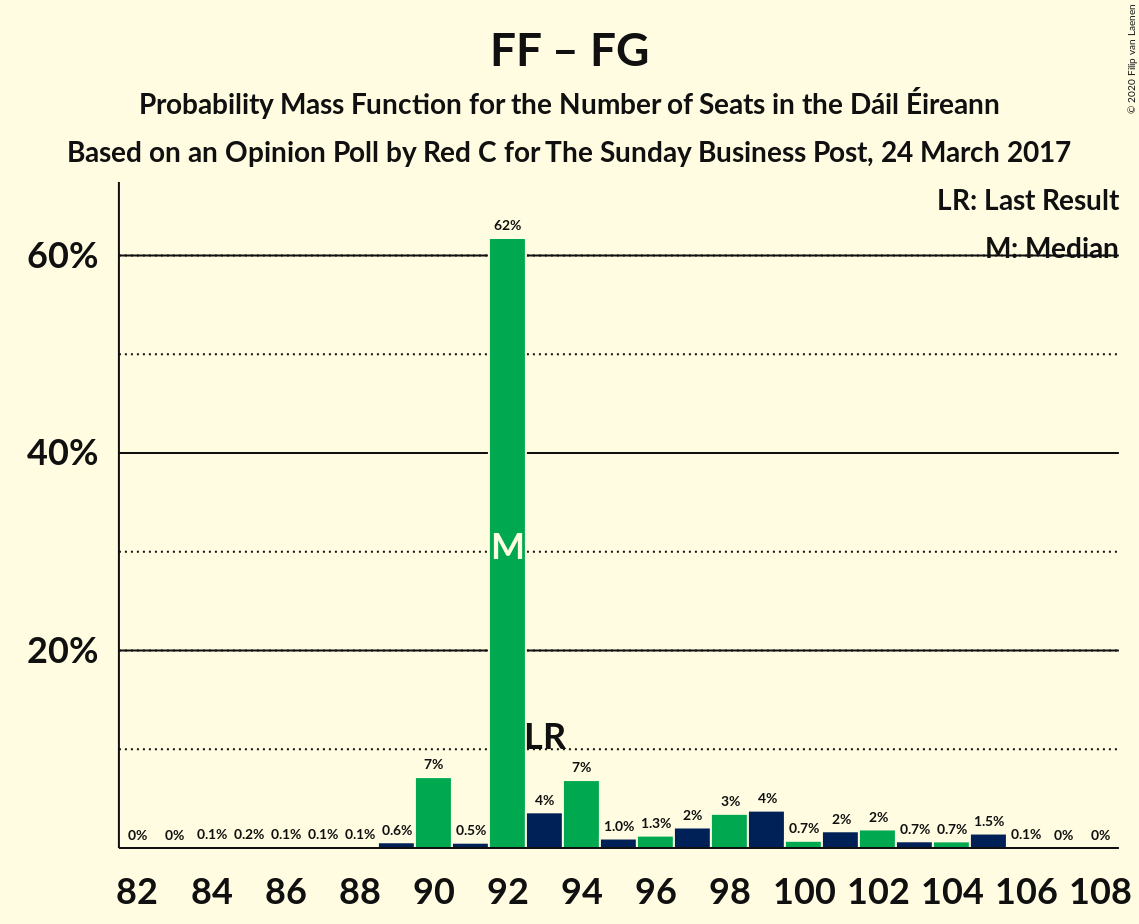 FF – FG
Probability Mass Function for the Number of Seats in the Dáil Éireann
Based on an Opinion Poll by Red C for The Sunday Business Post, 24 March 2017
© 2020 Filip van Laenen
LR: Last Result
M: Median
60%
40%
20%
0% 0% 0.1% 0.2% 0.1% 0.1% 0.1% 0.6% 7% 0.5% 62% 4% 7% 1.0% 1.3% 2% 3% 4% 0.7% 2% 2% 0.7% 0.7% 1.5% 0.1% 0% 0%
M
LR
82 84 86 88 90 92 94 96 98 100 102 104 106 108